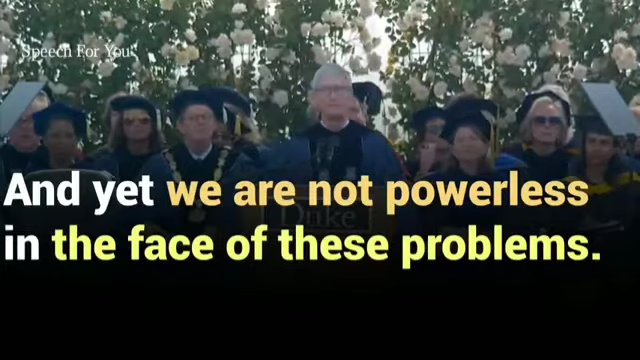 Speech For You
Duke
And yet we are not powerless
in the face of these problems.